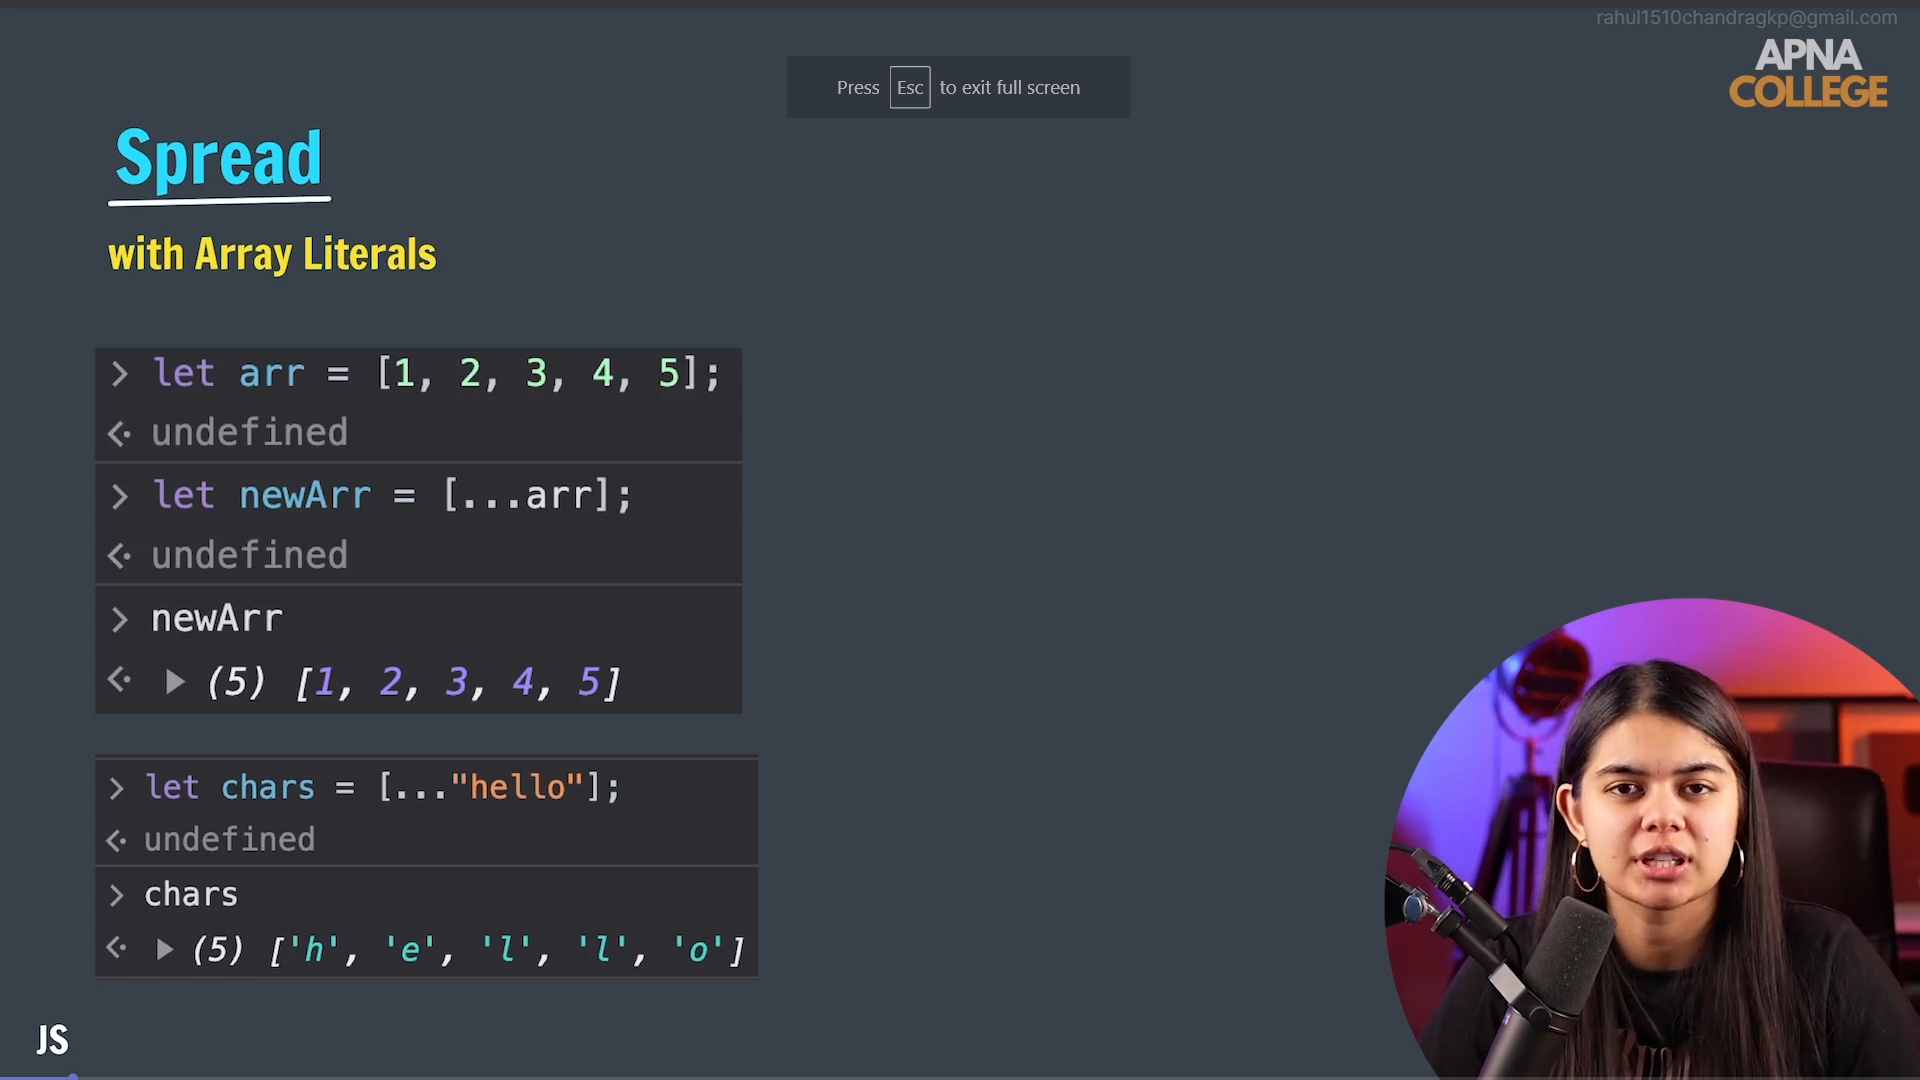 rahul1510chandragkp@gmail.com
APNA
COLLEGE
Press Esc to exit full screen
Spread
with Array Literals
> let arr = [1, 2, 3, 4, 5];
<· undefined
> let newArr = [...arr];
<· undefined
> newArr
<· ▶ (5) [1, 2, 3, 4, 5]
> let chars = [..."hello"];
<· undefined
> chars
<· ▶ (5) ['h', 'e', 'l', 'l', 'o']
JS